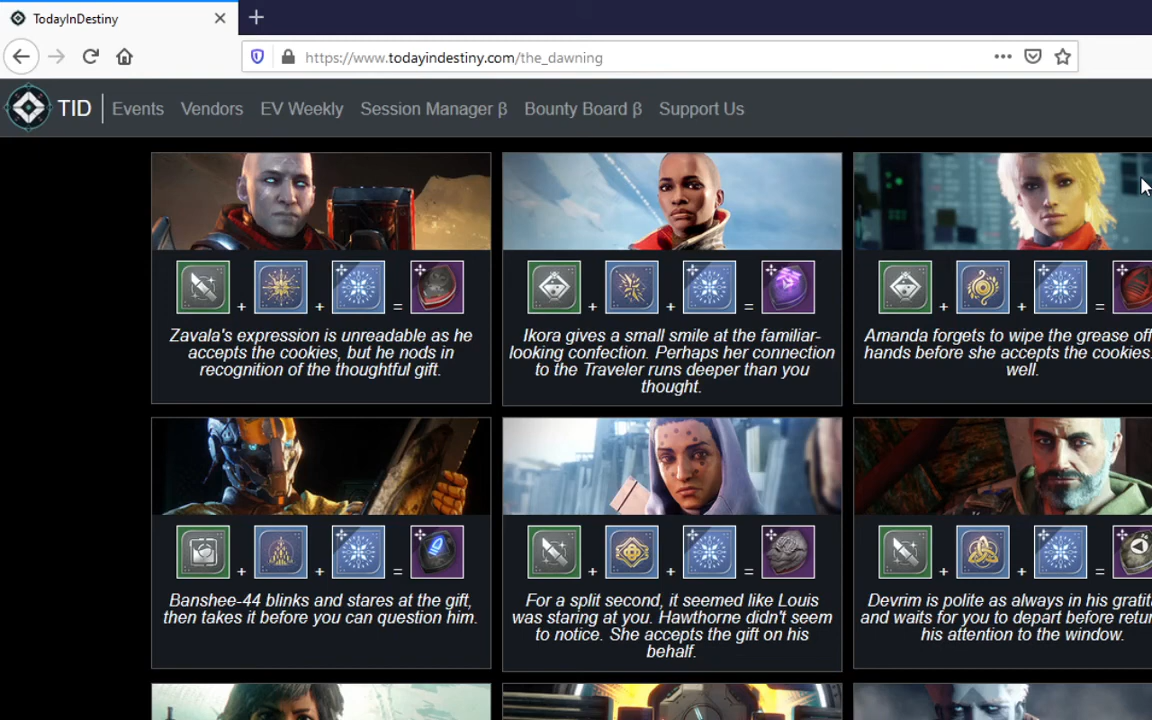 TodayInDestiny
https://www.todayindestiny.com/the_dawning
TID Events Vendors EV Weekly Session Manager β Bounty Board β Support Us
+ + =
Zavala's expression is unreadable as he
accepts the cookies, but he nods in
recognition of the thoughtful gift.
+ + =
Ikora gives a small smile at the familiar-
looking confection. Perhaps her connection
to the Traveler runs deeper than you
thought.
+ + =
Amanda forgets to wipe the grease off
hands before she accepts the cookies.
well.
+ + =
Banshee-44 blinks and stares at the gift,
then takes it before you can question him.
+ + =
For a split second, it seemed like Louis
was staring at you. Hawthorne didn't seem
to notice. She accepts the gift on his
behalf.
+ + =
Devrim is polite as always in his
and waits for you to depart before
his attention to the window.